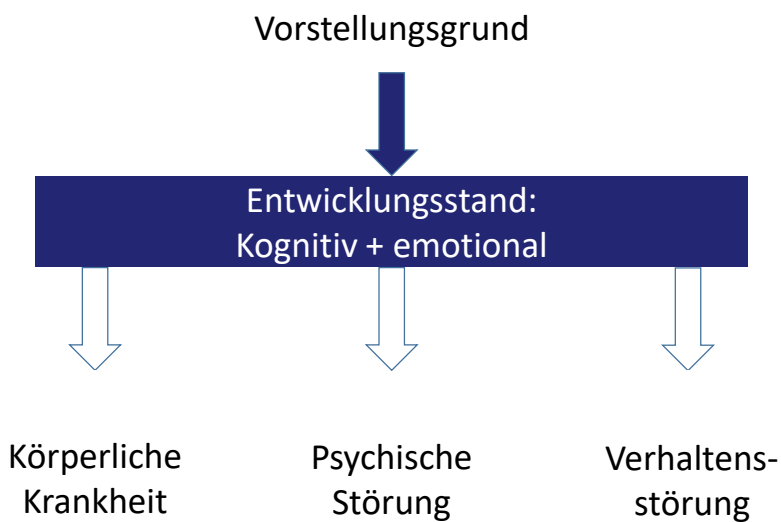 Vorstellungsgrund
Entwicklungsstand:
Kognitiv + emotional
Körperliche
Krankheit
Psychische
Störung
Verhaltens-
störung